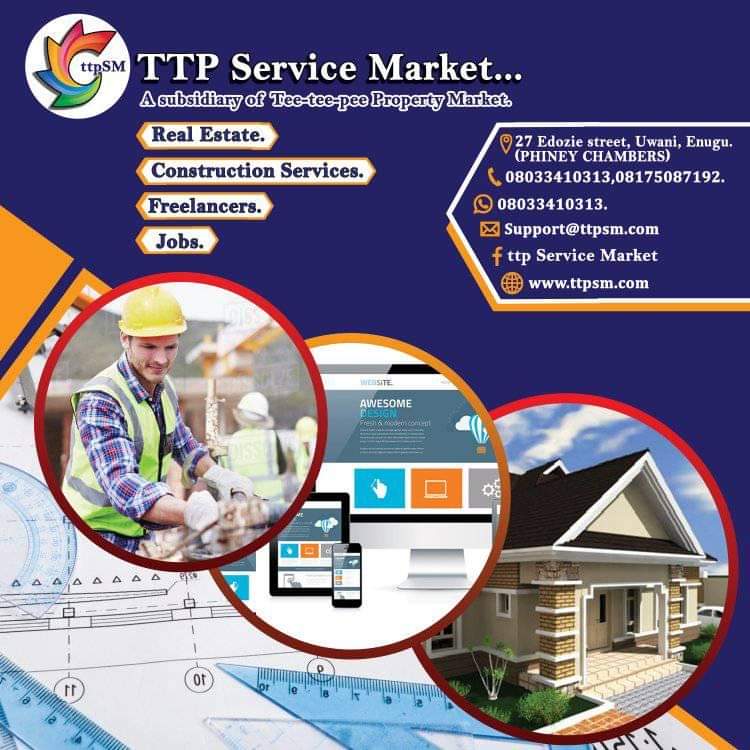 ttpSM
TTP Service Market...
A subsidiary of Tee-tee-pee Property Market.
Real Estate.
Construction Services.
Freelancers.
Jobs.
27 Edozie street, Uwani, Enugu.
(PHINEY CHAMBERS)
08033410313,08175087192.
08033410313.
Support@ttpsm.com
ttp Service Market
www.ttpsm.com
WEBSITE.
AWESOME
DESIGN
Fresh & modern concept
11
10
9